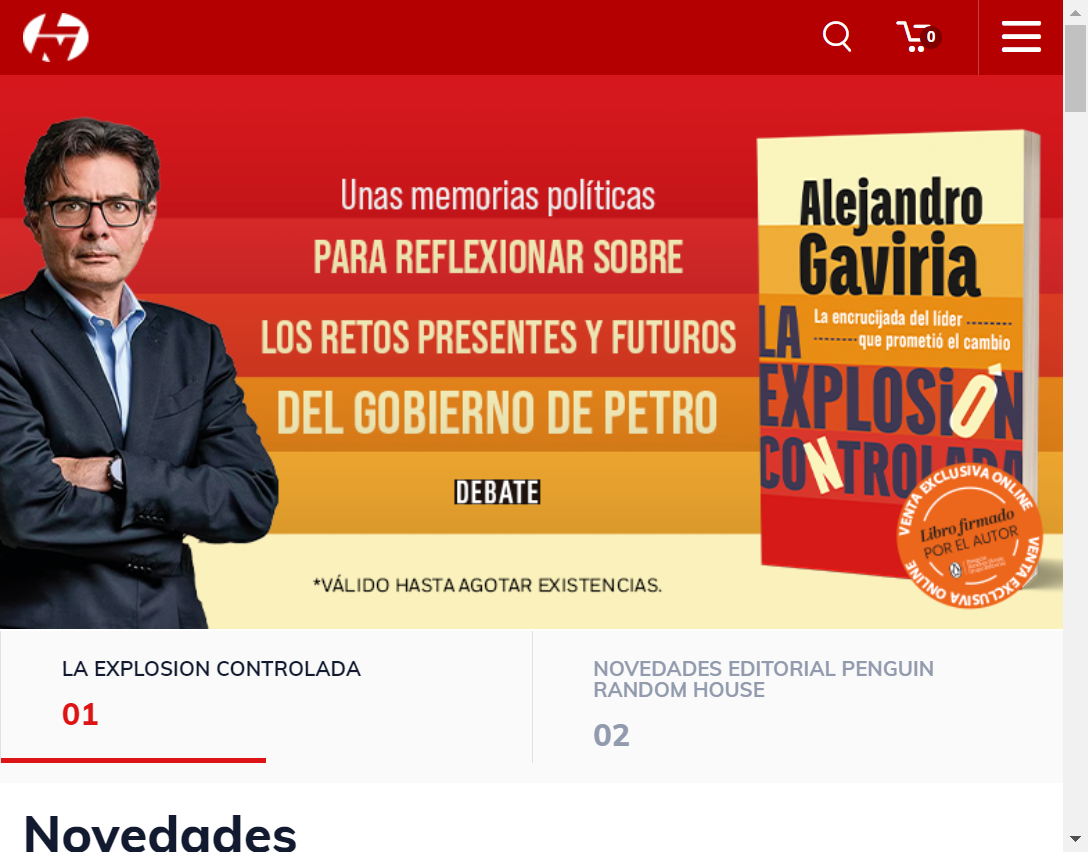 0
Unas memorias políticas
PARA REFLEXIONAR SOBRE
LOS RETOS PRESENTES Y FUTUROS
DEL GOBIERNO DE PETRO
DEBATE
*VÁLIDO HASTA AGOTAR EXISTENCIAS.
Alejandro
Gaviria
La encrucijada del líder
que prometió el cambio
LA
EXPLOSIÓN
CONTROLADA
VENTA EXCLUSIVA ONLINE
Libro firmado
POR EL AUTOR
VENTA EXCLUSIVA ONLINE
LA EXPLOSION CONTROLADA
01
NOVEDADES EDITORIAL PENGUIN
RANDOM HOUSE
02
Novedades